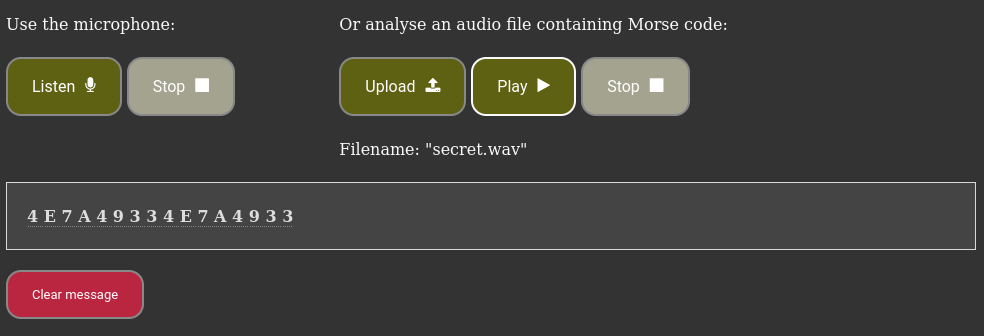 Use the microphone:
Or analyse an audio file containing Morse code:
Listen
Stop
Upload
Play
Stop
Filename: "secret.wav"
4 E 7 A 4 9 3 3 4 E 7 A 4 9 3 3
Clear message